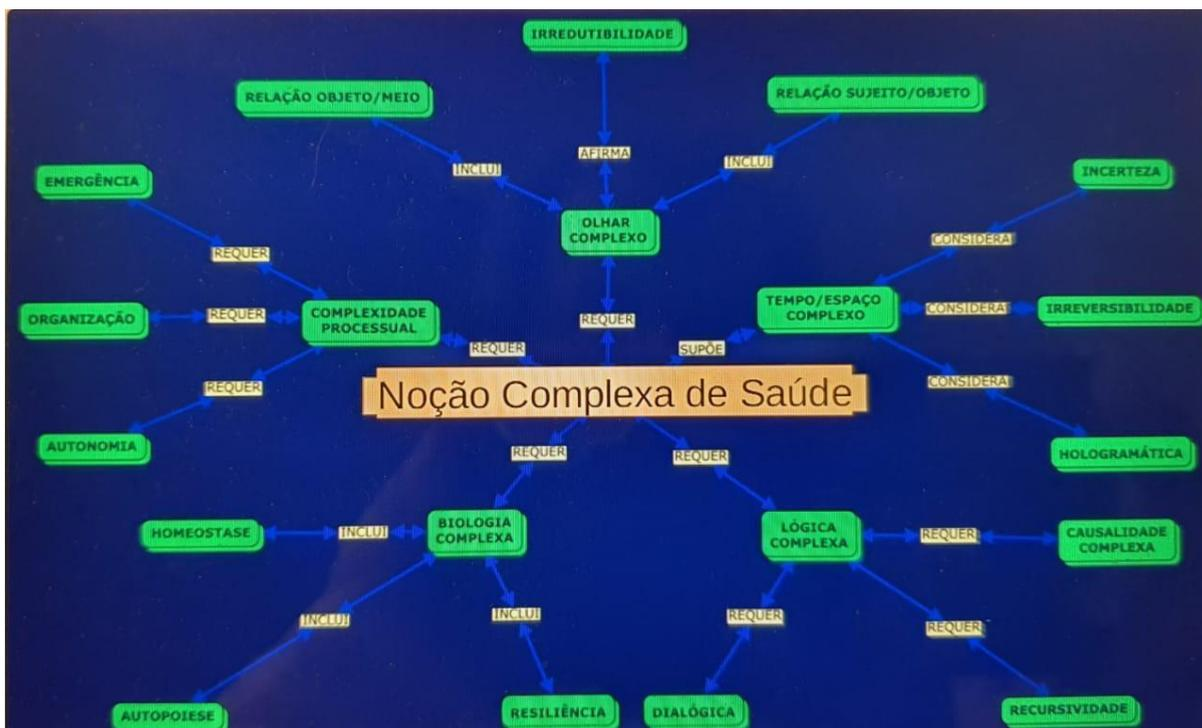 IRREDUTIBILIDADE
RELAÇÃO OBJETO/MEIO
RELAÇÃO SUJEITO/OBJETO
AFIRMA
INCLUI
INCLUI
EMERGÊNCIA
INCERTEZA
OLHAR
COMPLEXO
REQUER
CONSIDERA
ORGANIZAÇÃO
REQUER
COMPLEXIDADE
PROCESSUAL
REQUER
TEMPO/ESPAÇO
COMPLEXO
CONSIDERA
IRREVERSIBILIDADE
REQUER
SUPÕE
REQUER
CONSIDERA
Noção Complexa de Saúde
AUTONOMIA
REQUER
REQUER
HOLOGRAMÁTICA
HOMEOSTASE
INCLUI
BIOLOGIA
COMPLEXA
LÓGICA
COMPLEXA
REQUER
CAUSALIDADE
COMPLEXA
INCLUI
INCLUI
REQUER
REQUER
AUTOPOIESE
RESILIÊNCIA
DIALÓGICA
RECURSIVIDADE